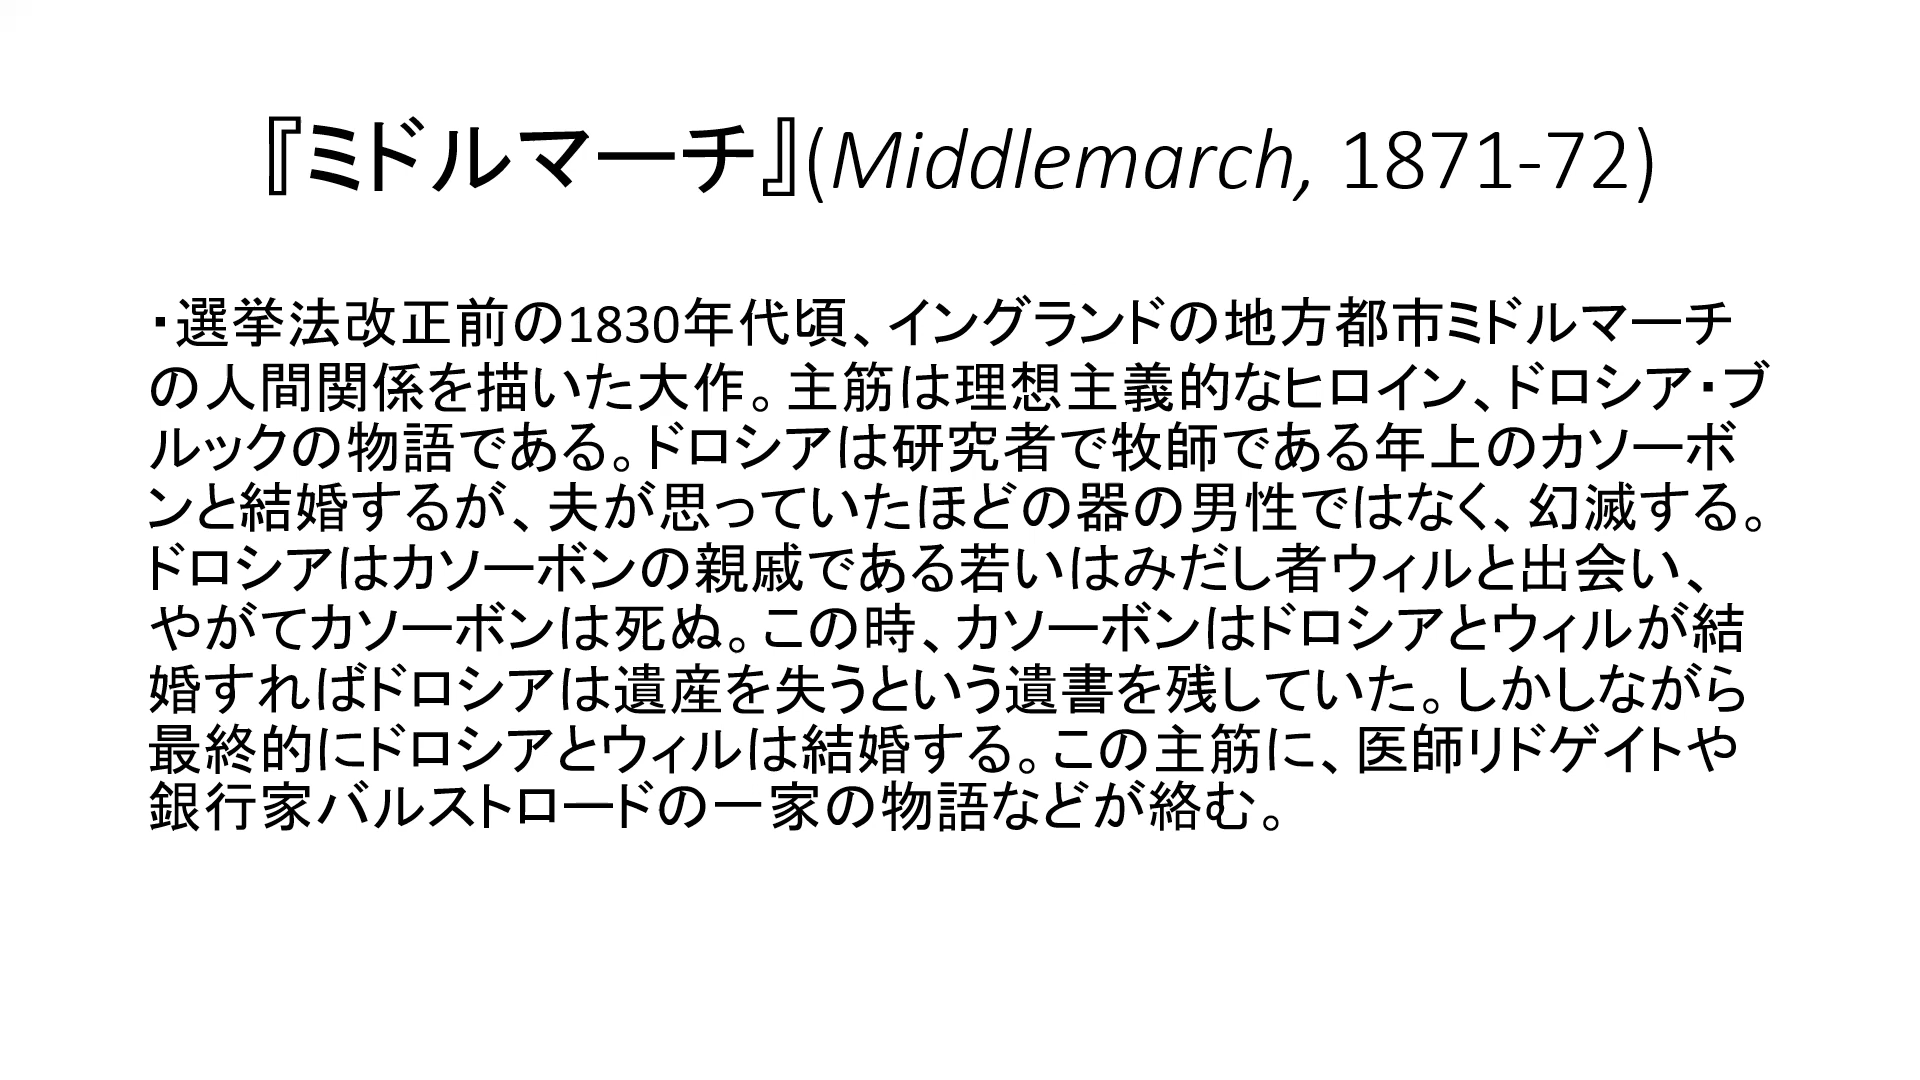 『ミドルマーチ』(Middlemarch, 1871-72)
・選挙法改正前の1830年代頃、イングランドの地方都市ミドルマーチ
の人間関係を描いた大作。主筋は理想主義的なヒロイン、ドロシア・ブ
ルックの物語である。ドロシアは研究者で牧師である年上のカソーボ
ンと結婚するが、夫が思っていたほどの器の男性ではなく、幻滅する。
ドロシアはカソーボンの親戚である若いはみだし者ウィルと出会い、
やがてカソーボンは死ぬ。この時、カソーボンはドロシアとウィルが結
婚すればドロシアは遺産を失うという遺書を残していた。しかしながら
最終的にドロシアとウィルは結婚する。この主筋に、医師リドゲイトや
銀行家バルストロードの一家の物語などが絡む。